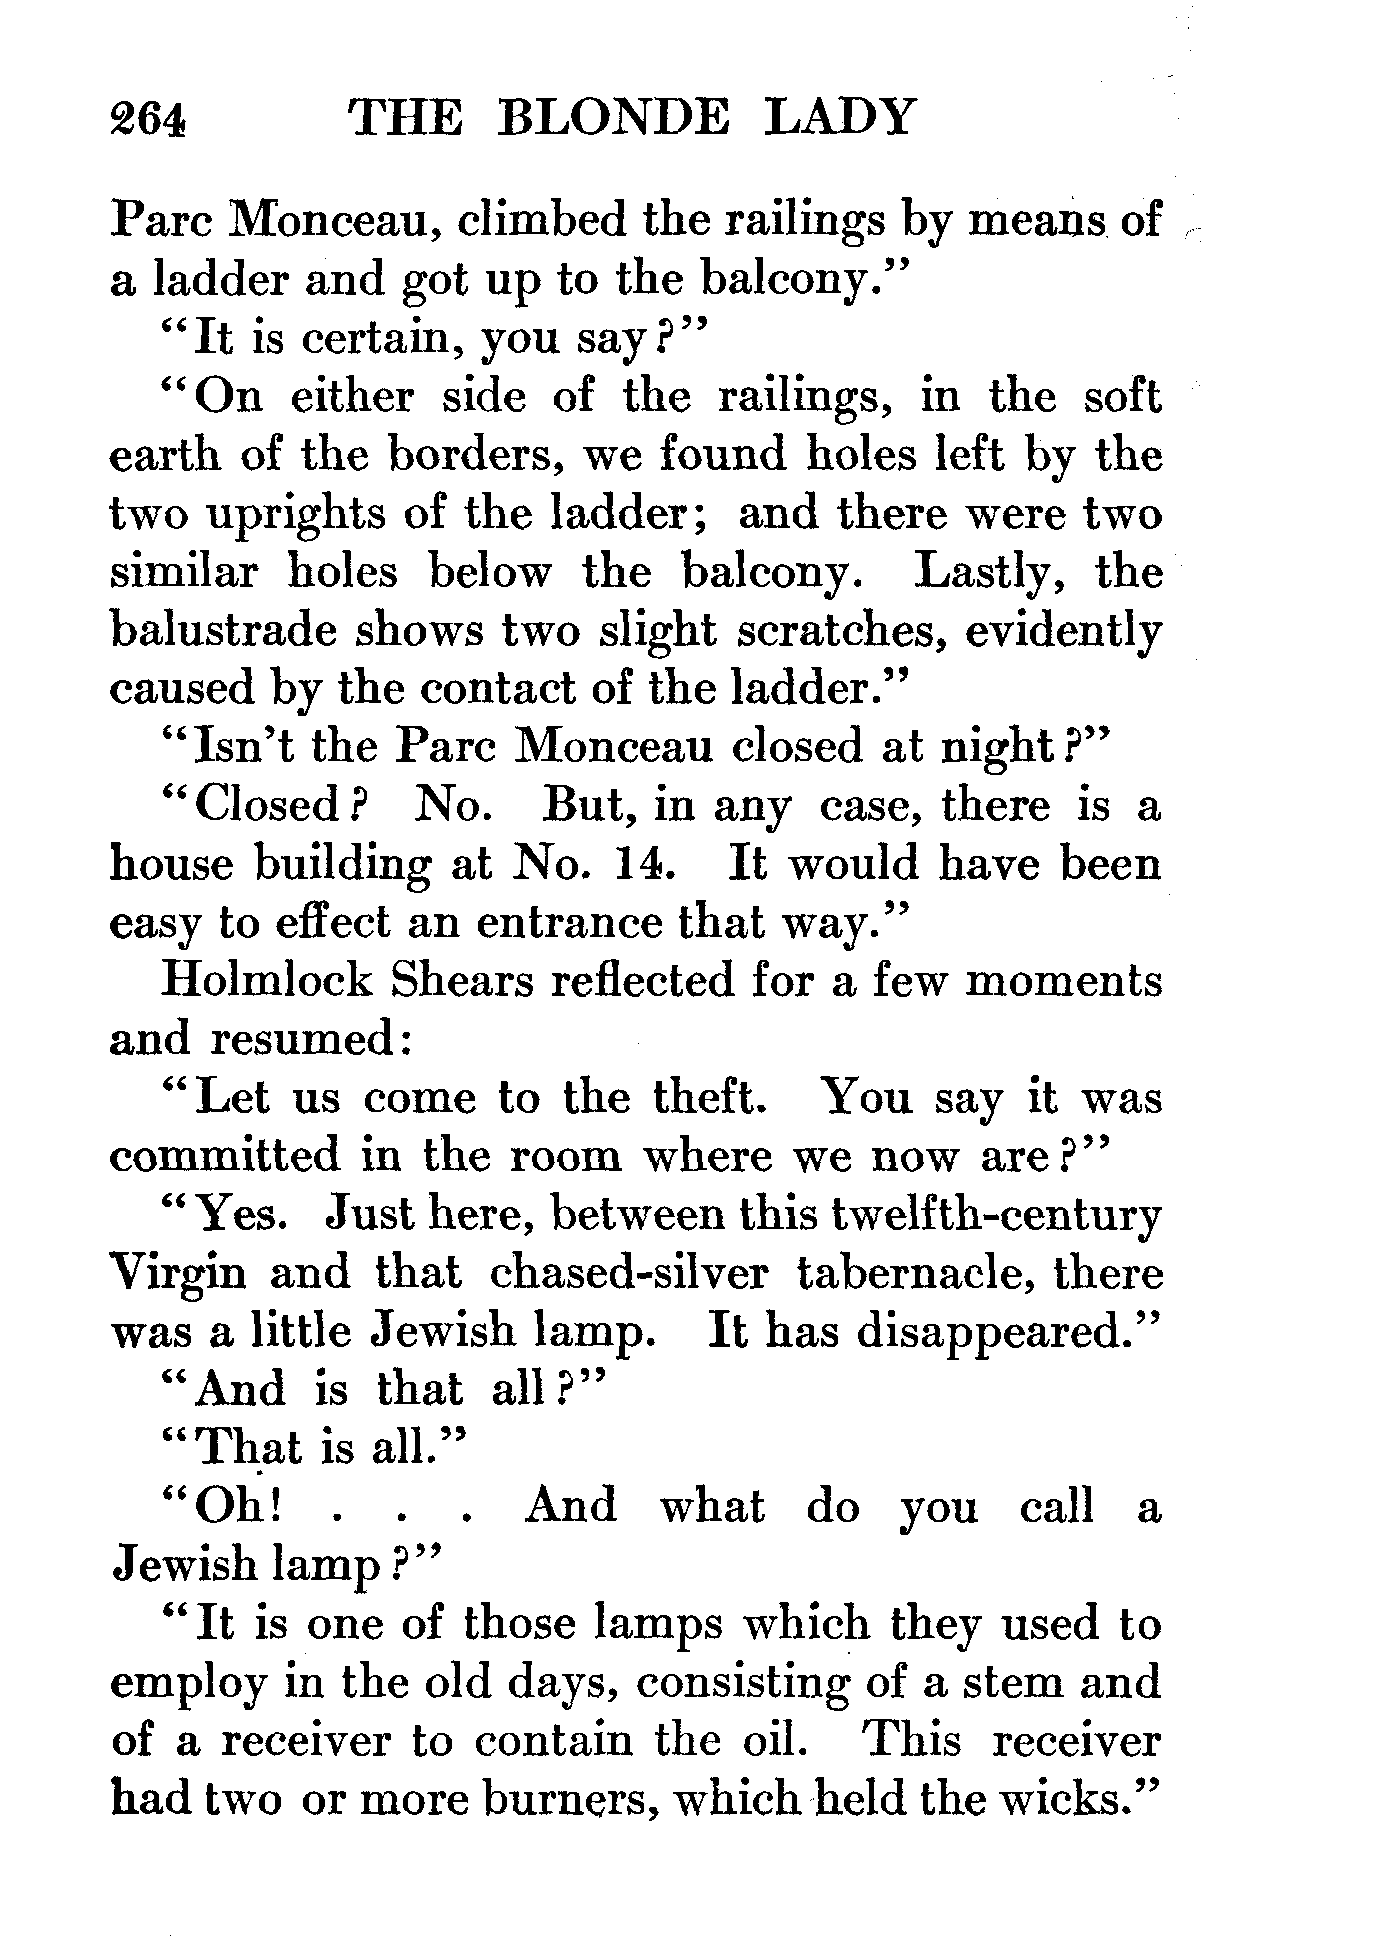 264 THE BLONDE LADY
Parc Monceau, climbed the railings by means of
a ladder and got up to the balcony."
"It is certain, you say?"
"On either side of the railings, in the soft
earth of the borders, we found holes left by the
two uprights of the ladder; and there were two
similar holes below the balcony. Lastly, the
balustrade shows two slight scratches, evidently
caused by the contact of the ladder."
"Isn't the Parc Monceau closed at night?"
"Closed? No. But, in any case, there is a
house building at No. 14. It would have been
easy to effect an entrance that way."
Holmlock Shears reflected for a few moments
and resumed:
"Let us come to the theft. You say it was
committed in the room where we now are?"
"Yes. Just here, between this twelfth-century
Virgin and that chased-silver tabernacle, there
was a little Jewish lamp. It has disappeared."
"And is that all?"
"That is all."
"Oh! . . . And what do you call a
Jewish lamp?"
"It is one of those lamps which they used to
employ in the old days, consisting of a stem and
of a receiver to contain the oil. This receiver
had two or more burners, which held the wicks."